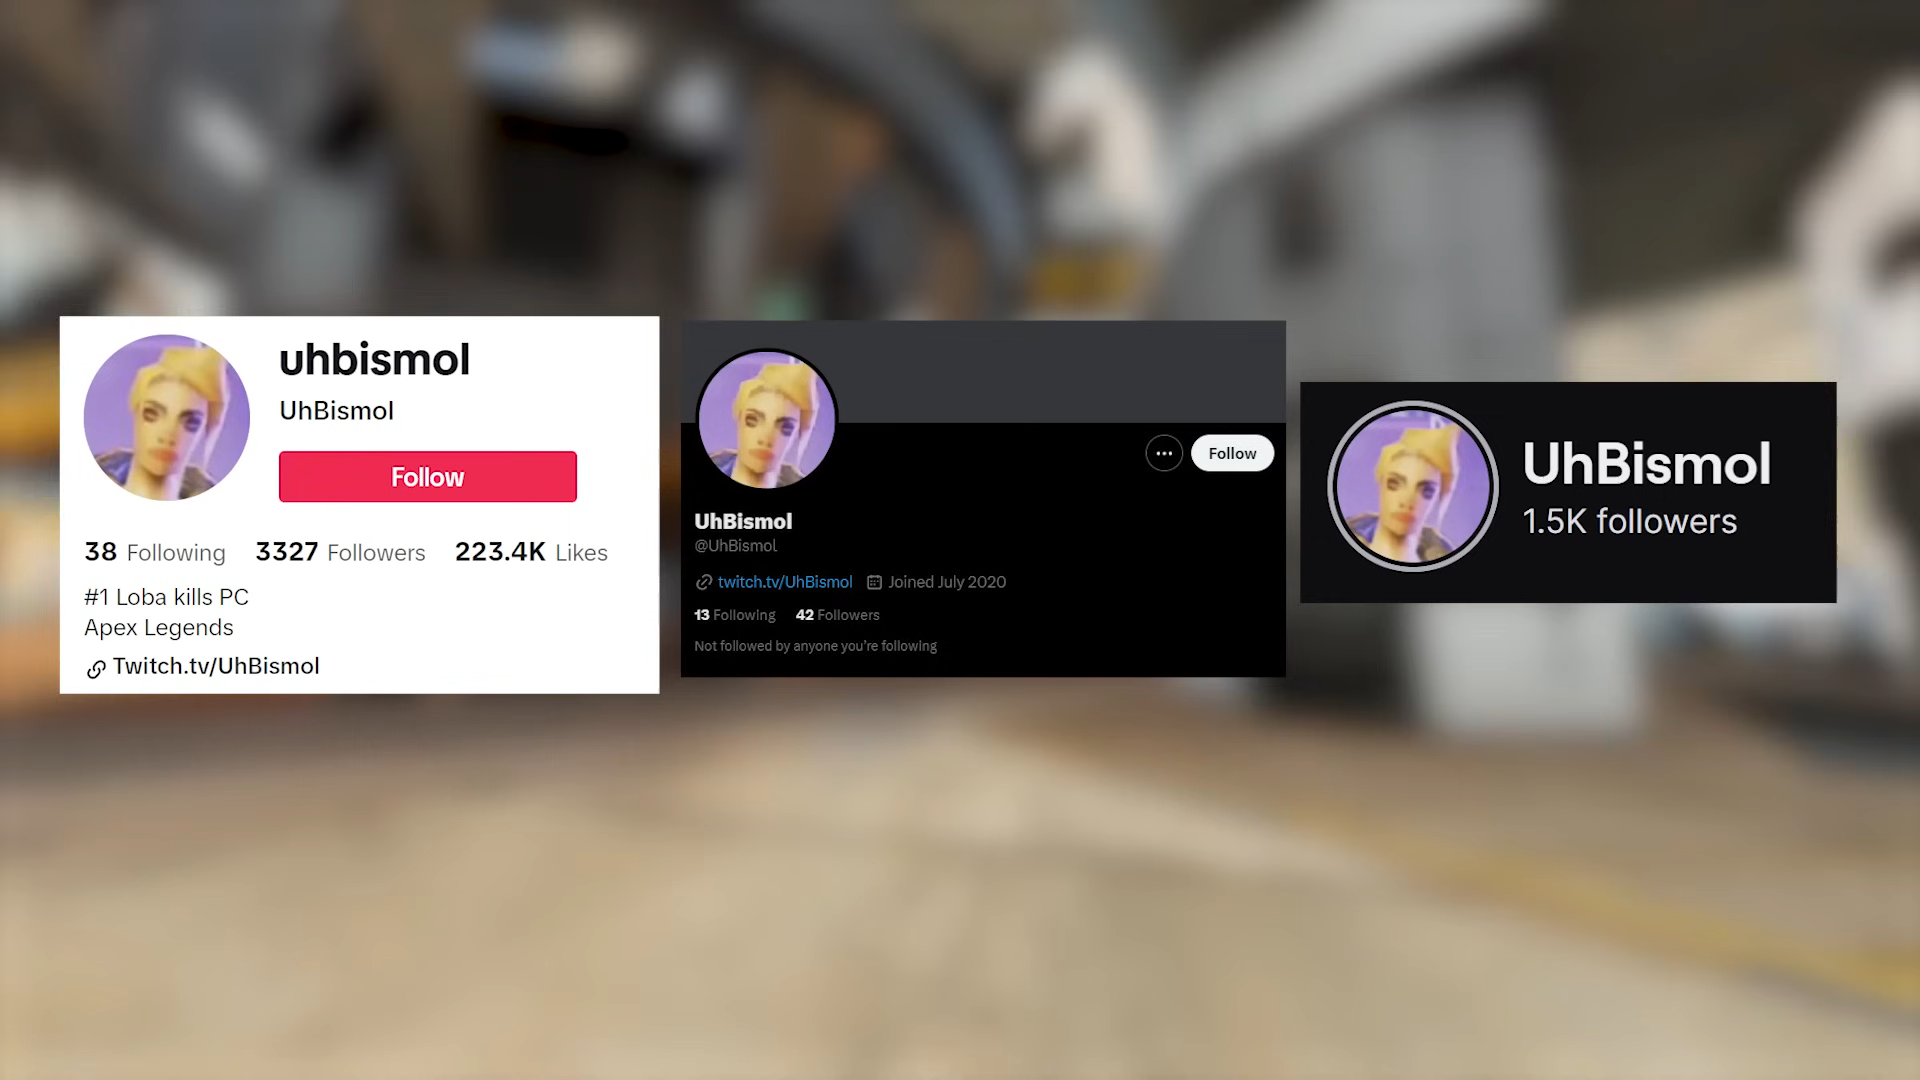 uhbismol
UhBismol
Follow
38 Following 3327 Followers 223.4K Likes
#1 Loba kills PC
Apex Legends
Twitch.tv/UhBismol
Follow
UhBismol
@UhBismol
twitch.tv/UhBismol Joined July 2020
13 Following 42 Followers
Not followed by anyone you're following
UhBismol
1.5K followers